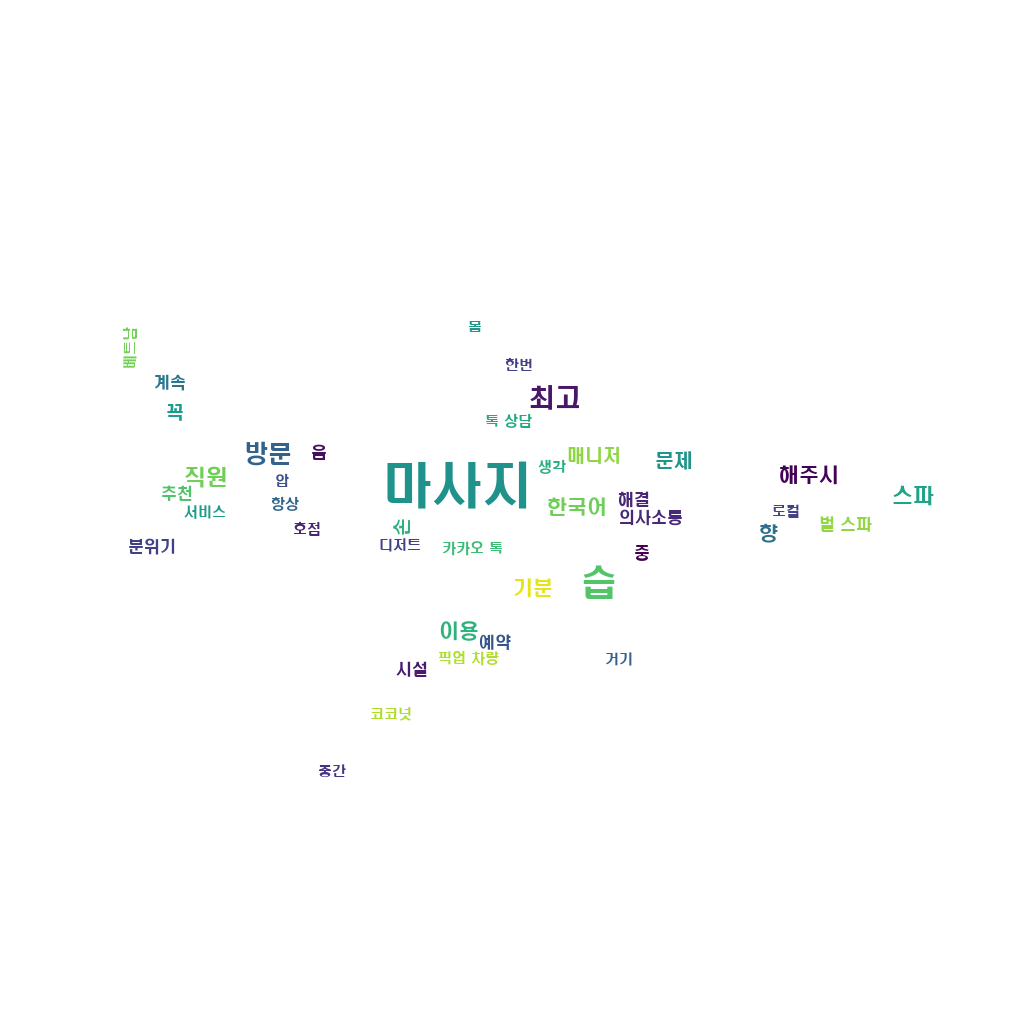 몸
베트남
한번
계속
최고
꼭
톡 상담
방문
음
매니저
문제
마사지
생각
직원
압
해주시
추천
스파
항상
한국어
해결
서비스
로컬
의사소통
벌 스파
호점
세
향
분위기
디저트
카카오 톡
중
습
기분
이용
예약
픽업 차량
거기
시설
코코넛
중간